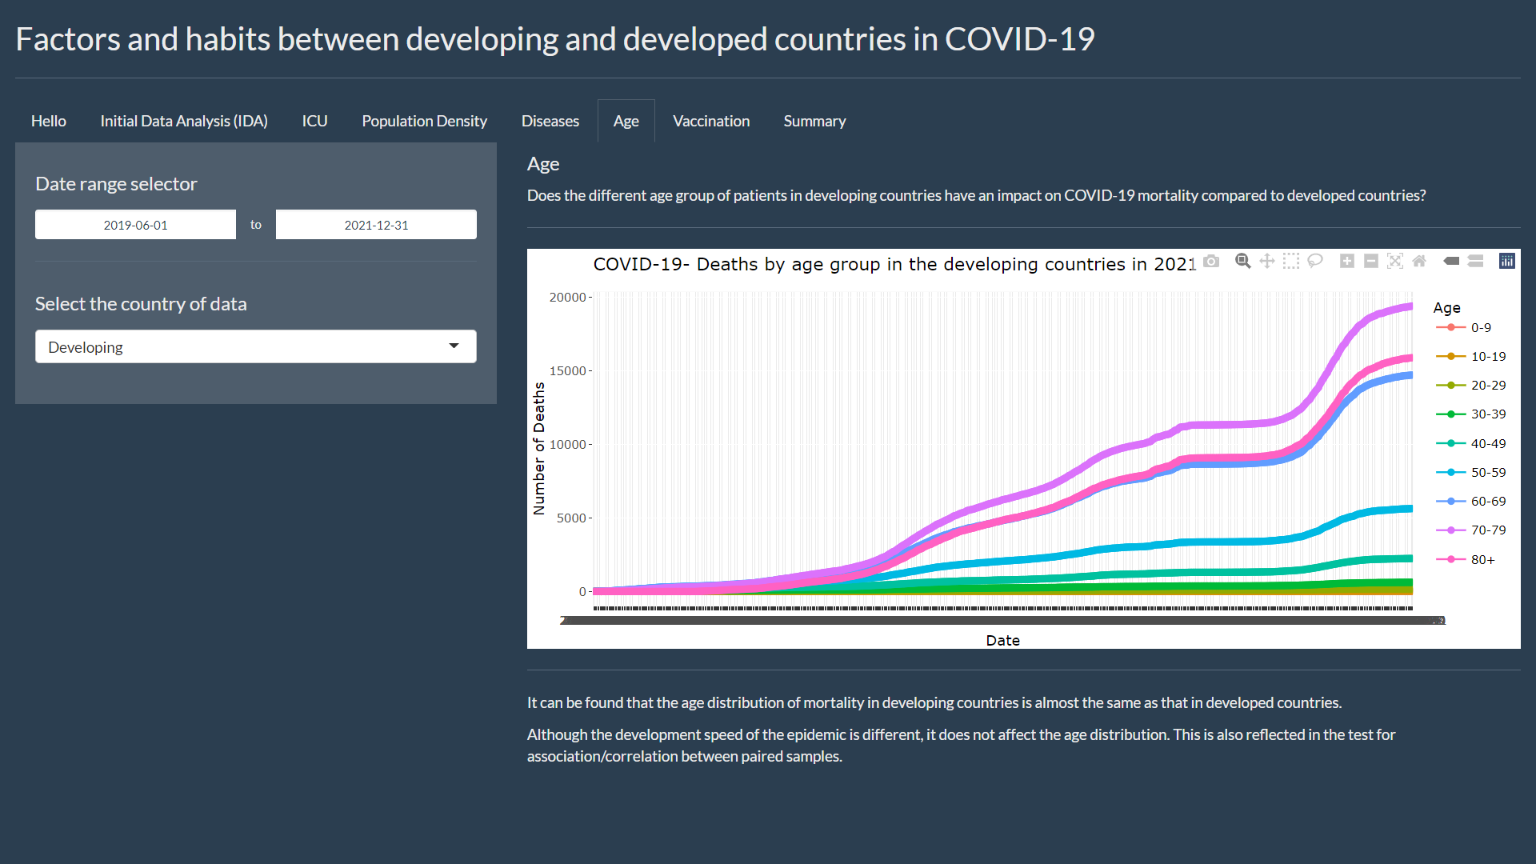 Factors and habits between developing and developed countries in COVID-19
Hello
Initial Data Analysis (IDA)
ICU
Population Density
Diseases
Age
Vaccination
Summary
Date range selector
2019-06-01
to
2021-12-31
Select the country of data
Developing
Age
Does the different age group of patients in developing countries have an impact on COVID-19 mortality compared to developed countries?
COVID-19- Deaths by age group in the developing countries in 2021
20000
15000
10000
5000
0
Number of Deaths
Date
Age
0-9
10-19
20-29
30-39
40-49
50-59
60-69
70-79
80+
It can be found that the age distribution of mortality in developing countries is almost the same as that in developed countries.
Although the development speed of the epidemic is different, it does not affect the age distribution. This is also reflected in the test for
association/correlation between paired samples.